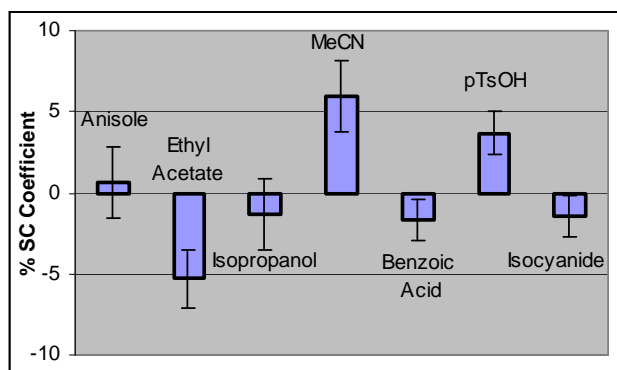 10
MeCN
pTsOH
5
Anisole
Ethyl
Acetate
0
% SC Coefficient
Isopropanol
Benzoic
Acid
Isocyanide
-5
-10